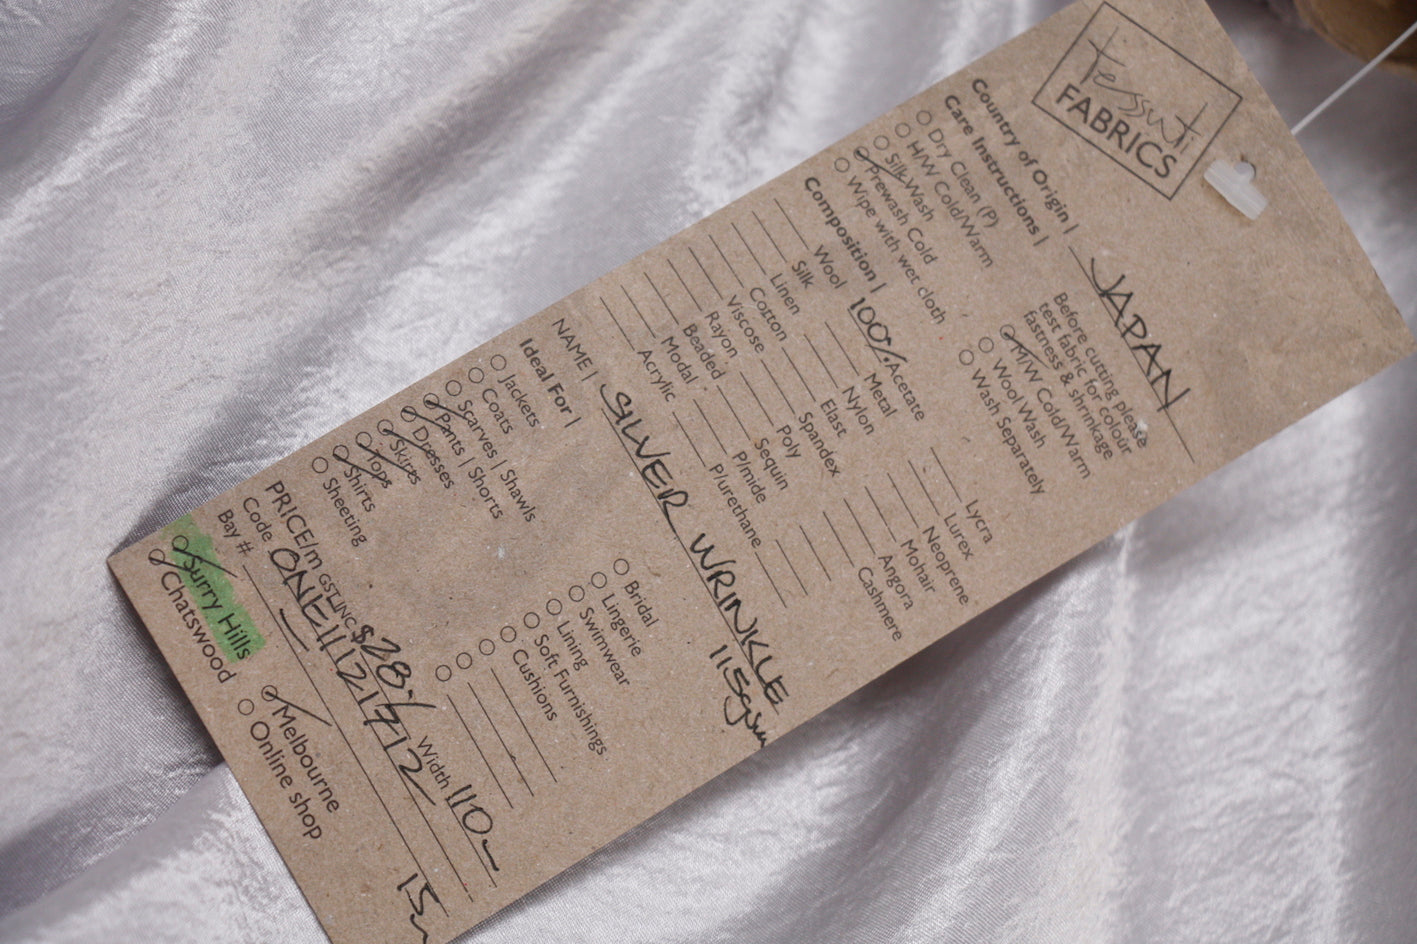 Tessuti
FABRICS
Country of Origin | JAPAN
Care Instructions |
Dry Clean (P)
H/W Cold/Warm
Silk Wash
Prewash Cold
Wipe with wet cloth
Before cutting please
test fabric for colour
fastness & shrinkage
M/W Cold/Warm
Wool Wash
Wash Separately
Composition |
Wool 100% Acetate Lycra
Silk Metal Lurex
Linen Nylon Neoprene
Cotton Elast Mohair
Viscose Spandex Angora
Rayon Poly Cashmere
Beaded Sequin
Modal P/mide
Acrylic P/urethane
NAME | SILVER WRINKLE
115gsm
Ideal For |
Jackets Bridal
Coats Lingerie
Scarves | Shawls Swimwear
Pants | Shorts Lining
Dresses Soft Furnishings
Skirts Cushions
Tops
Shirts
Sheeting
PRICE/m GST INC $28 Width 110
Code ONE11121712
Bay #
15
Surry Hills Melbourne
Chatswood Online shop